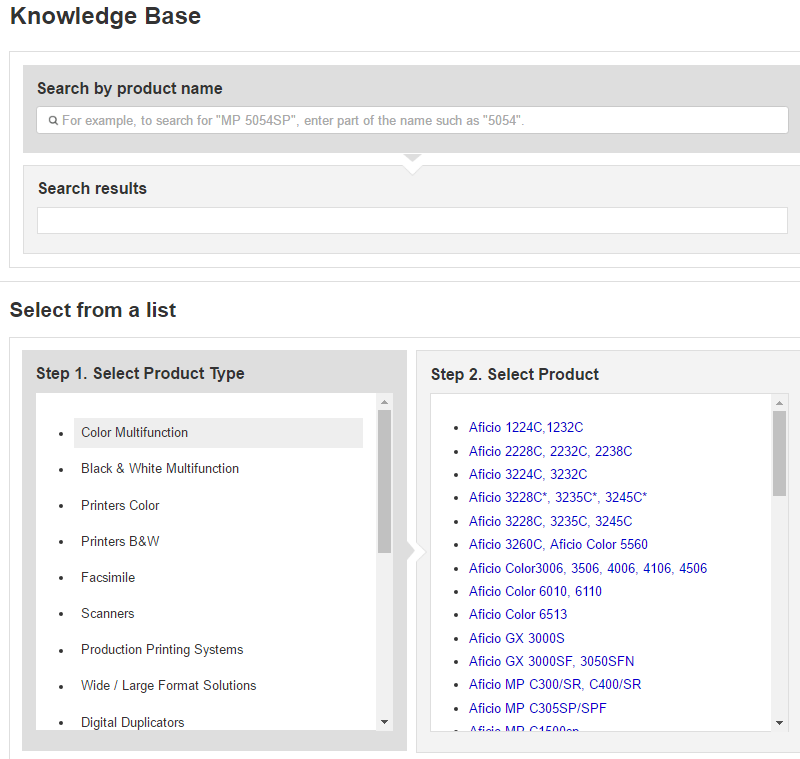 Knowledge Base
Search by product name
For example, to search for "MP 5054SP", enter part of the name such as "5054".
Search results
Select from a list
Step 1. Select Product Type
Color Multifunction
Black & White Multifunction
Printers Color
Printers B&W
Facsimile
Scanners
Production Printing Systems
Wide / Large Format Solutions
Digital Duplicators
Step 2. Select Product
Aficio 1224C,1232C
Aficio 2228C, 2232C, 2238C
Aficio 3224C, 3232C
Aficio 3228C*, 3235C*, 3245C*
Aficio 3228C, 3235C, 3245C
Aficio 3260C, Aficio Color 5560
Aficio Color3006, 3506, 4006, 4106, 4506
Aficio Color 6010, 6110
Aficio Color 6513
Aficio GX 3000S
Aficio GX 3000SF, 3050SFN
Aficio MP C300/SR, C400/SR
Aficio MP C305SP/SPF
Aficio MP C1500sp